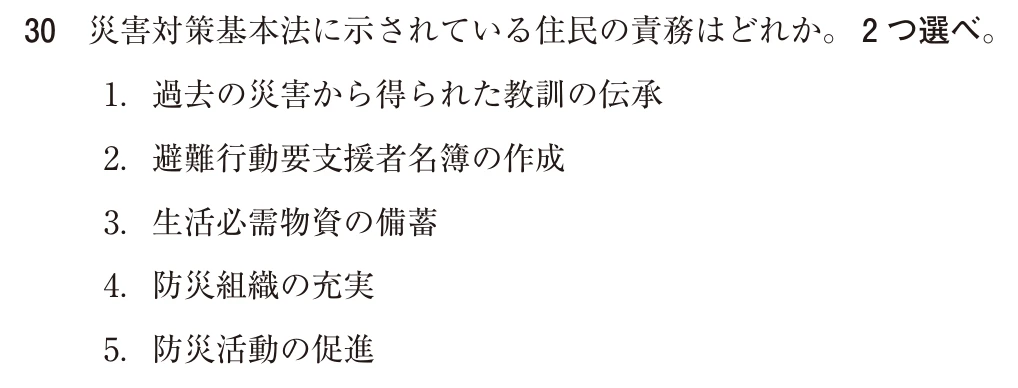 30 災害対策基本法に示されている住民の責務はどれか。2つ選べ。
1. 過去の災害から得られた教訓の伝承
2. 避難行動要支援者名簿の作成
3. 生活必需物資の備蓄
4. 防災組織の充実
5. 防災活動の促進